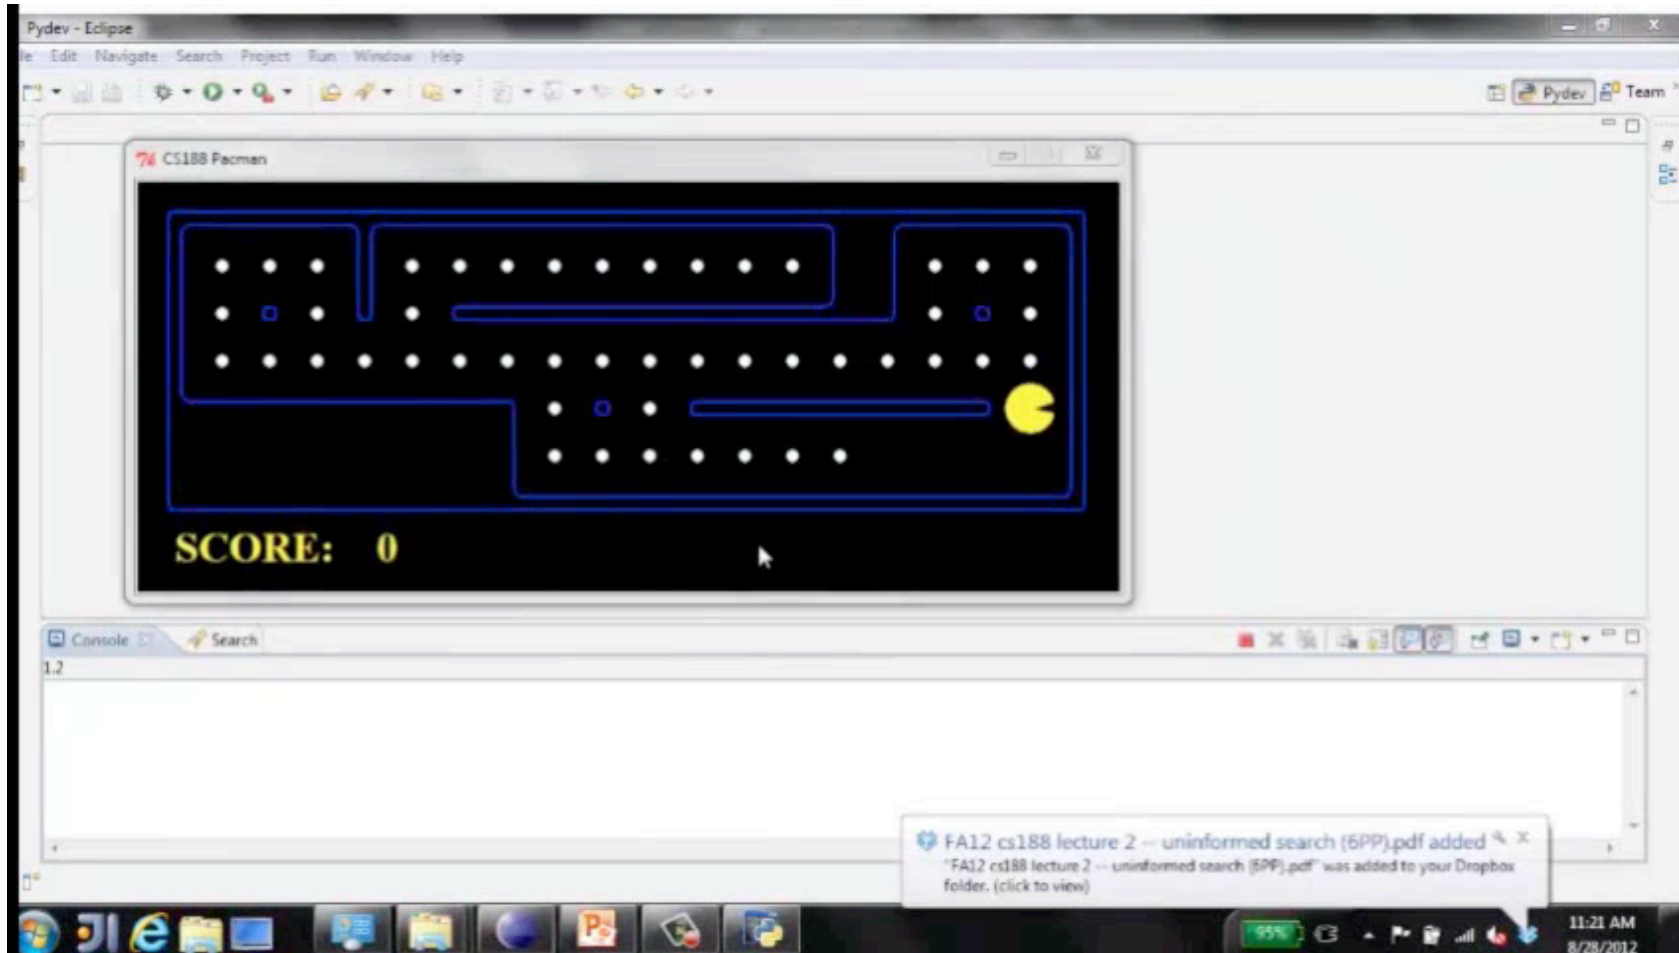 Pydev - Eclipse
le Edit Navigate Search Project Run Window Help
Pydev Team
CS188 Pacman
SCORE: 0
Console Search
1.2
FA12 cs188 lecture 2 -- uninformed search (6PP).pdf added
"FA12 cs188 lecture 2 -- uninformed search (6PP).pdf" was added to your Dropbox
folder. (click to view)
95%
11:21 AM
8/28/2012